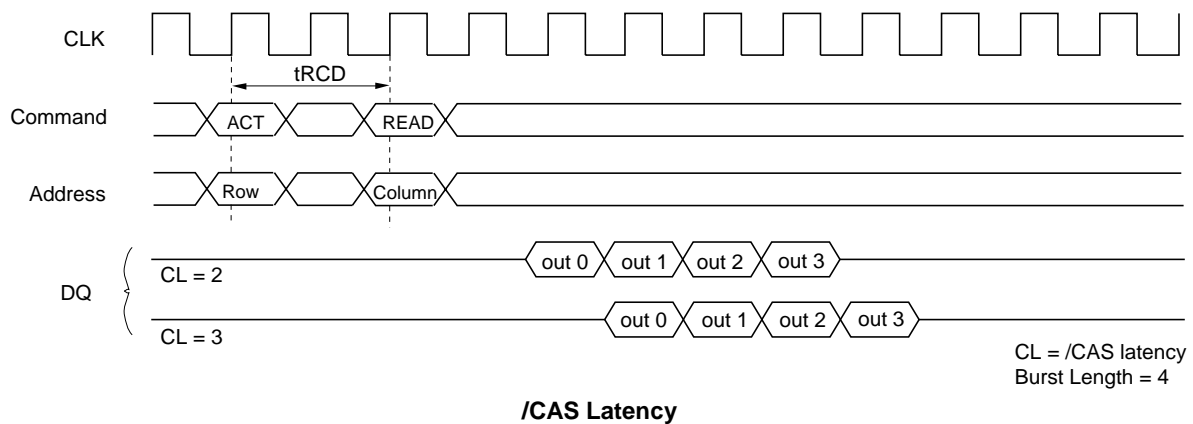 CLK
tRCD
Command ACT READ
Address Row Column
DQ
CL = 2 out 0 out 1 out 2 out 3
CL = 3 out 0 out 1 out 2 out 3
CL = /CAS latency
Burst Length = 4
/CAS Latency